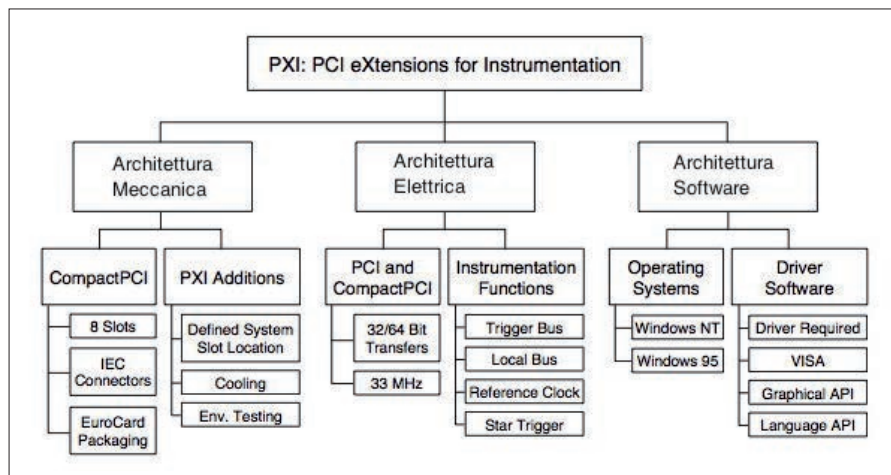 PXI: PCI eXtensions for Instrumentation
Architettura
Meccanica
Architettura
Elettrica
Architettura
Software
CompactPCI
PXI Additions
PCI and
CompactPCI
Instrumentation
Functions
Operating
Systems
Driver
Software
8 Slots
IEC
Connectors
EuroCard
Packaging
Defined System
Slot Location
Cooling
Env. Testing
32/64 Bit
Transfers
33 MHz
Trigger Bus
Local Bus
Reference Clock
Star Trigger
Windows NT
Windows 95
Driver Required
VISA
Graphical API
Language API